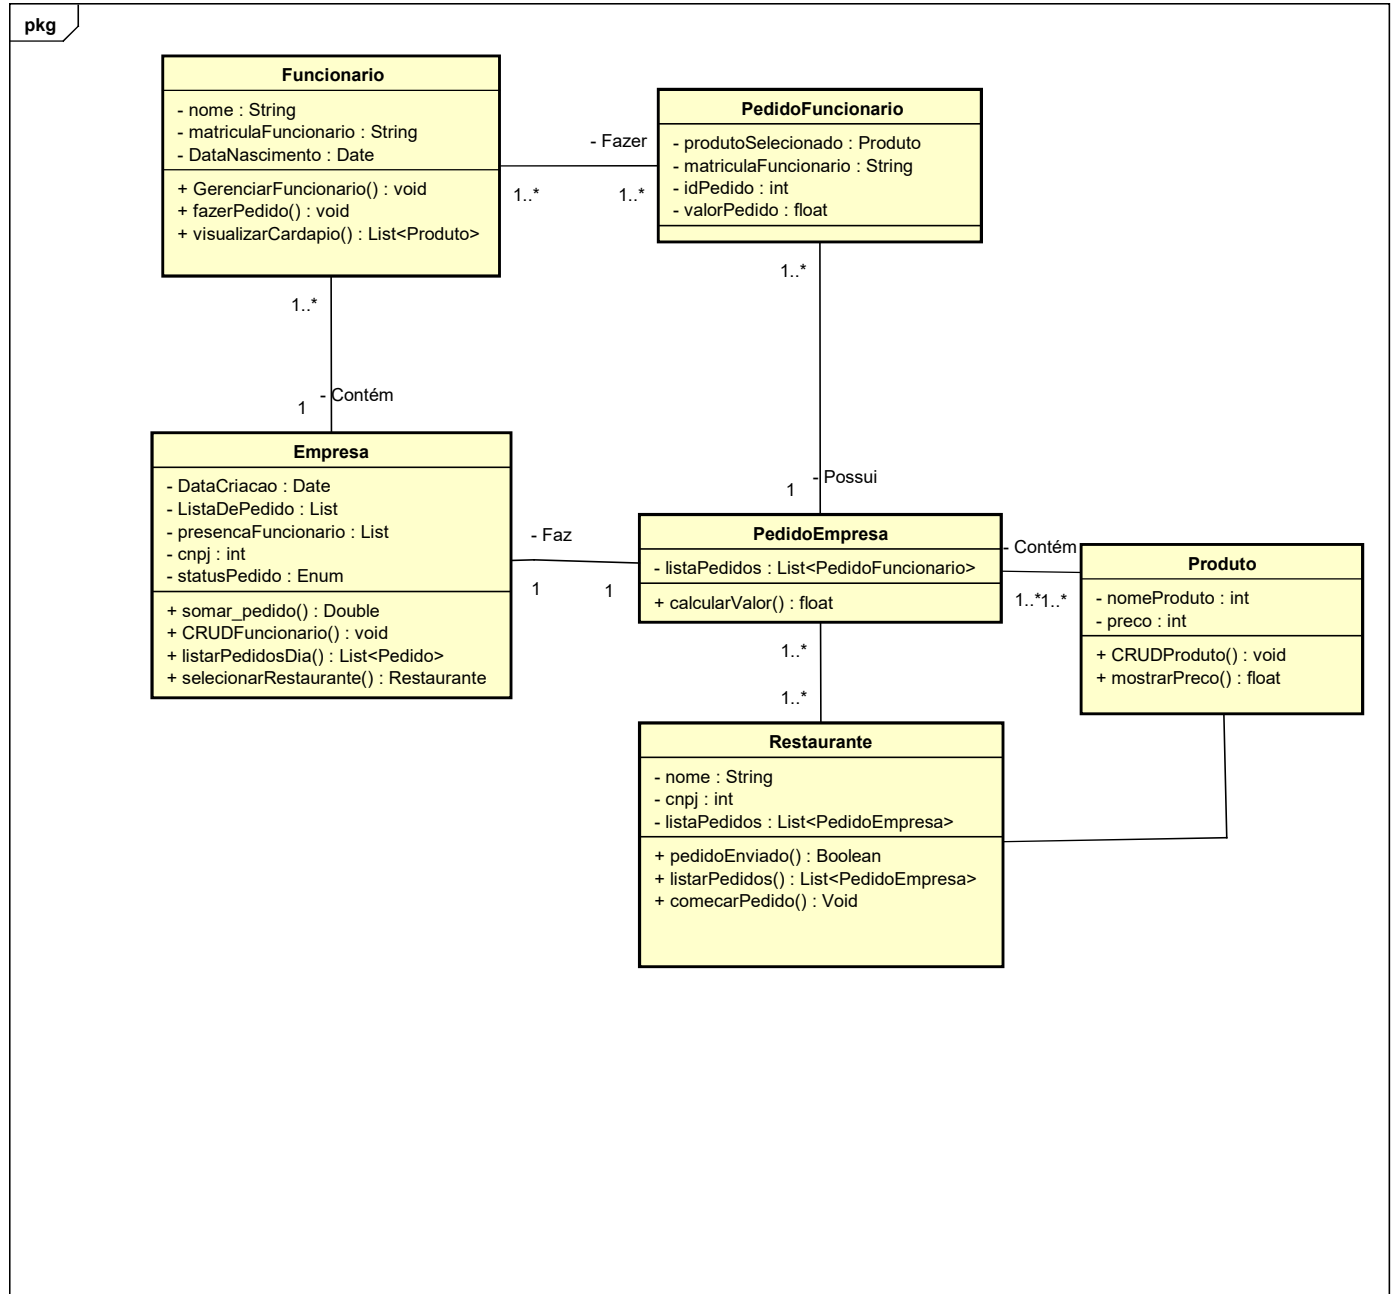 pkg
Funcionario
- nome : String
- matriculaFuncionario : String
- DataNascimento : Date
+ GerenciarFuncionario() : void
+ fazerPedido() : void
+ visualizarCardapio() : List<Produto>
- Fazer
1..*
1..*
PedidoFuncionario
- produtoSelecionado : Produto
- matriculaFuncionario : String
- idPedido : int
- valorPedido : float
1..*
1..*
- Contém
1
- Possui
1
Empresa
- DataCriacao : Date
- ListaDePedido : List
- presencaFuncionario : List
- cnpj : int
- statusPedido : Enum
+ somar_pedido() : Double
+ CRUDFuncionario() : void
+ listarPedidosDia() : List<Pedido>
+ selecionarRestaurante() : Restaurante
- Faz
1
1
PedidoEmpresa
- listaPedidos : List<PedidoFuncionario>
+ calcularValor() : float
- Contém
1..*
1..*
Produto
- nomeProduto : int
- preco : int
+ CRUDProduto() : void
+ mostrarPreco() : float
1..*
1..*
Restaurante
- nome : String
- cnpj : int
- listaPedidos : List<PedidoEmpresa>
+ pedidoEnviado() : Boolean
+ listarPedidos() : List<PedidoEmpresa>
+ comecarPedido() : Void